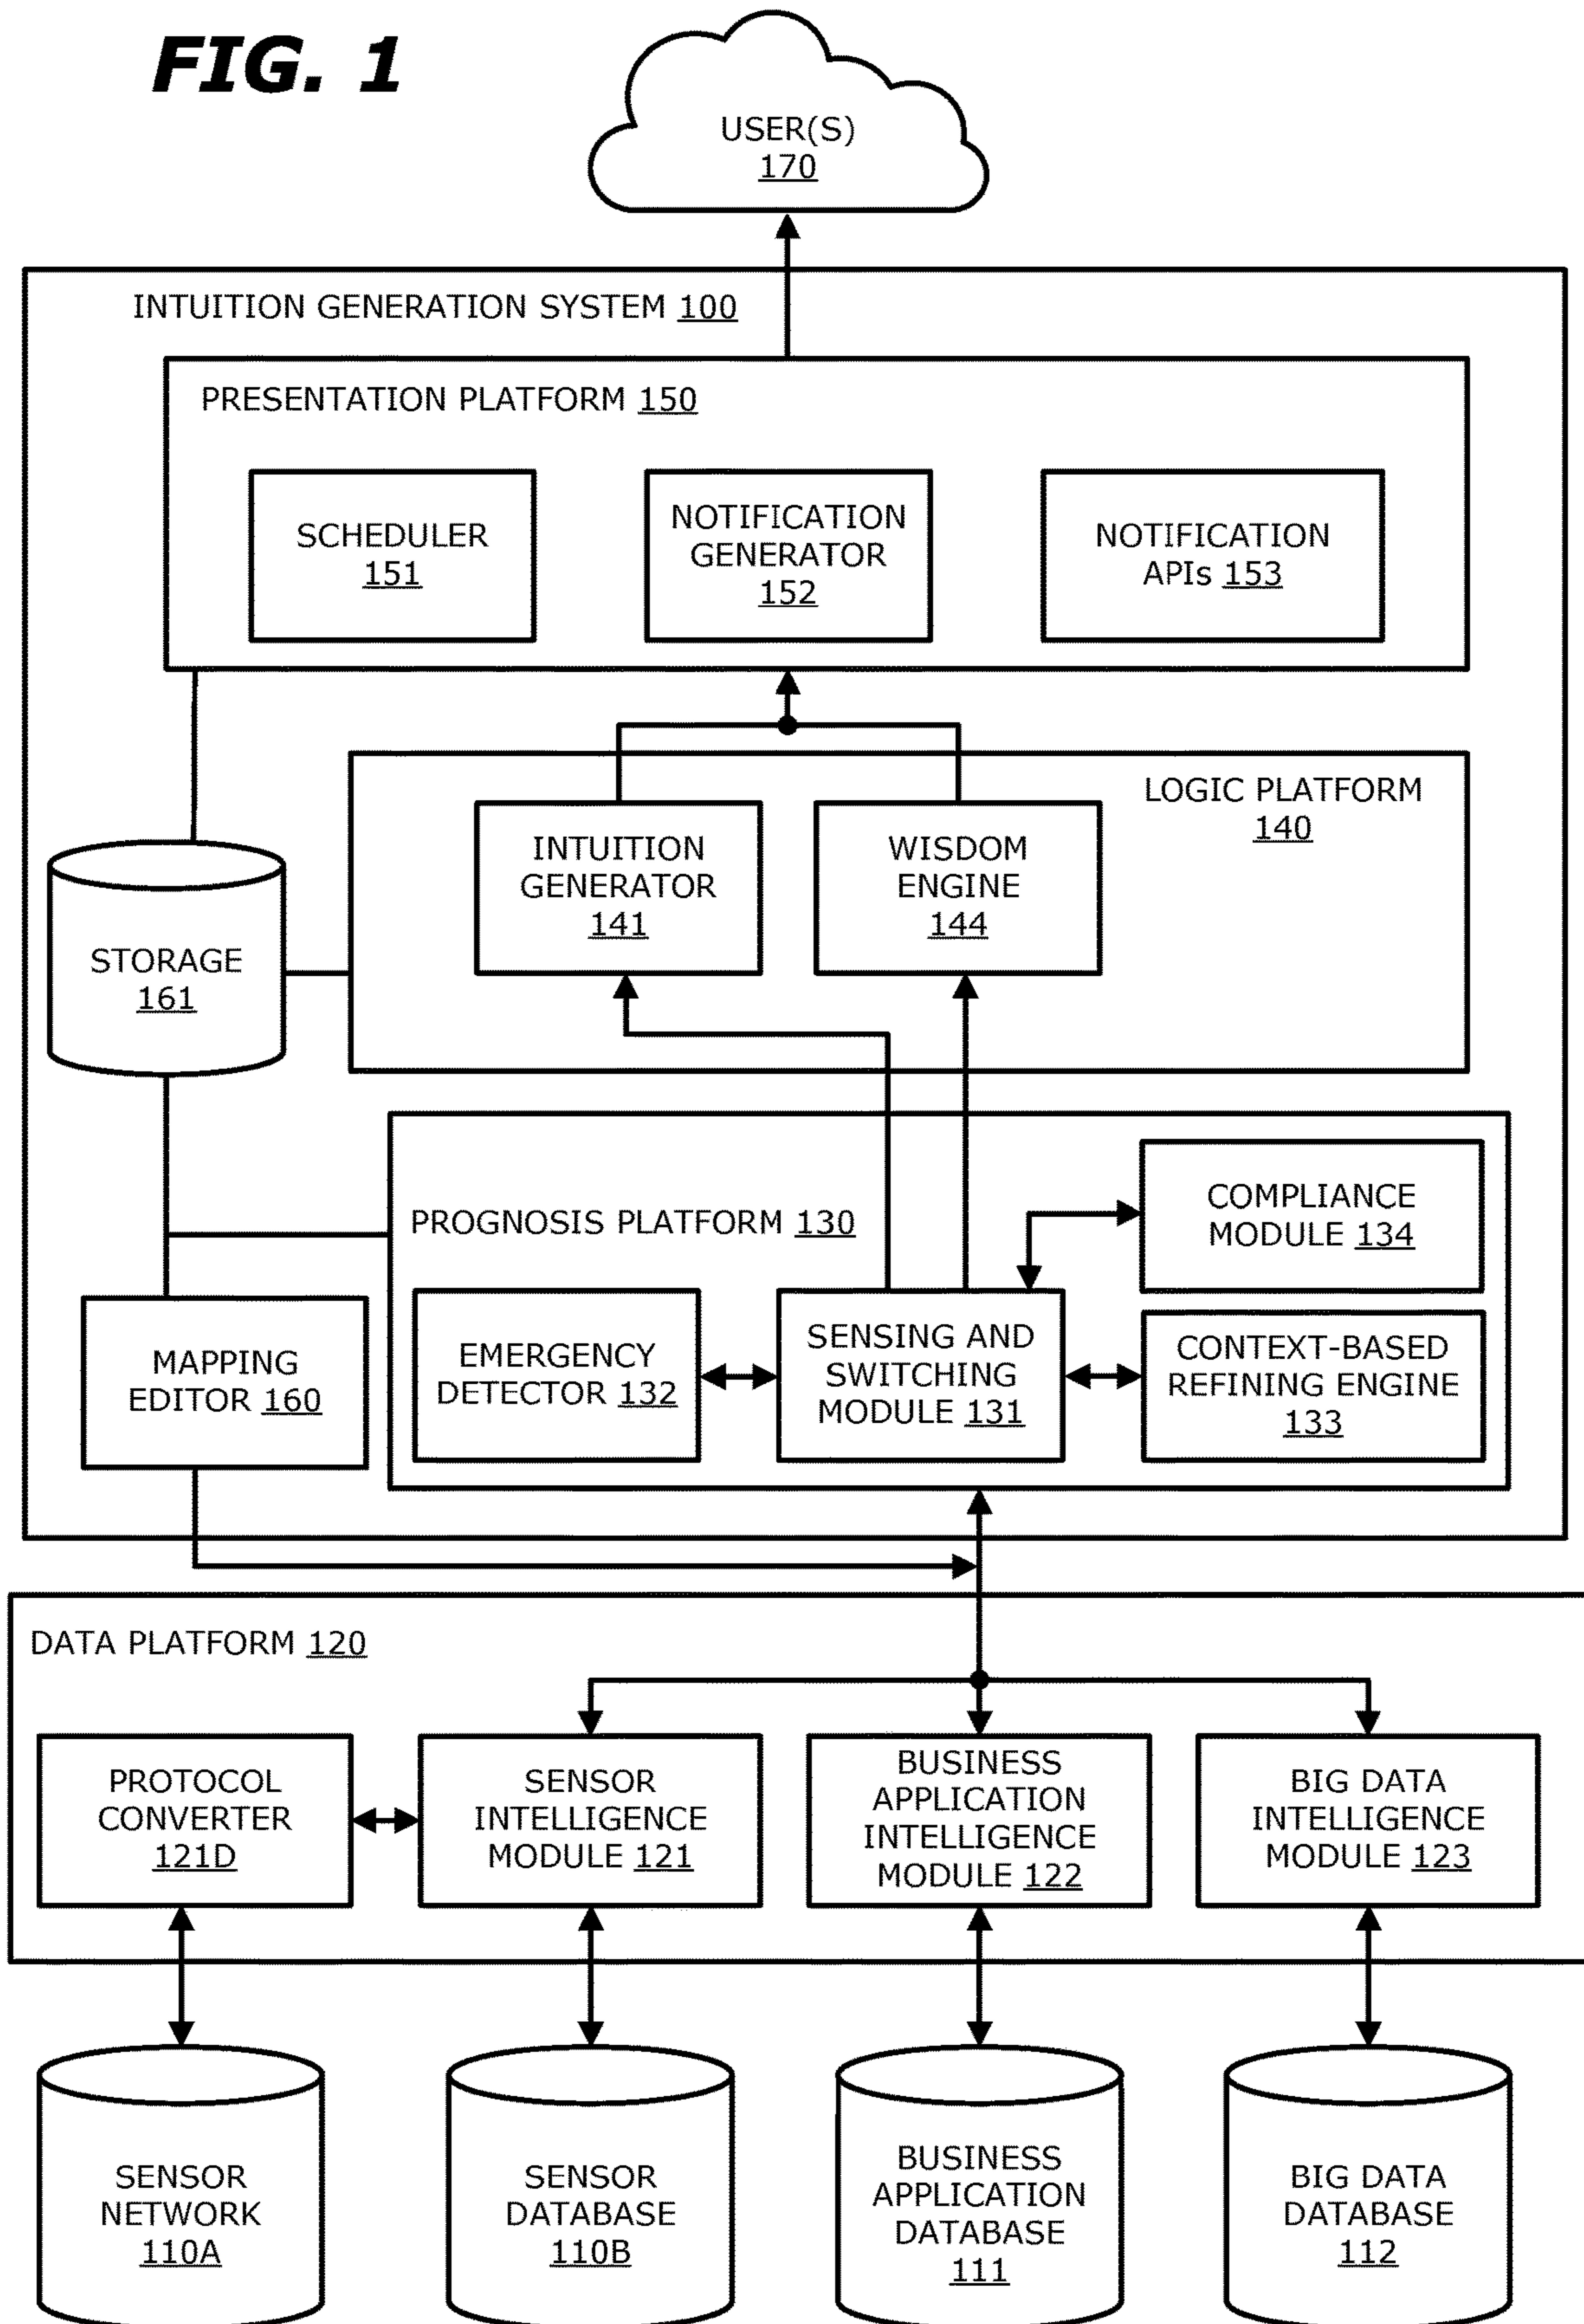 FIG. 1
USER(S)
170
INTUITION GENERATION SYSTEM 100
PRESENTATION PLATFORM 150
SCHEDULER
151
NOTIFICATION
GENERATOR
152
NOTIFICATION
APIs 153
LOGIC PLATFORM
140
INTUITION
GENERATOR
141
WISDOM
ENGINE
144
STORAGE
161
PROGNOSIS PLATFORM 130
COMPLIANCE
MODULE 134
MAPPING
EDITOR 160
EMERGENCY
DETECTOR 132
SENSING AND
SWITCHING
MODULE 131
CONTEXT-BASED
REFINING ENGINE
133
DATA PLATFORM 120
PROTOCOL
CONVERTER
121D
SENSOR
INTELLIGENCE
MODULE 121
BUSINESS
APPLICATION
INTELLIGENCE
MODULE 122
BIG DATA
INTELLIGENCE
MODULE 123
SENSOR
NETWORK
110A
SENSOR
DATABASE
110B
BUSINESS
APPLICATION
DATABASE
111
BIG DATA
DATABASE
112